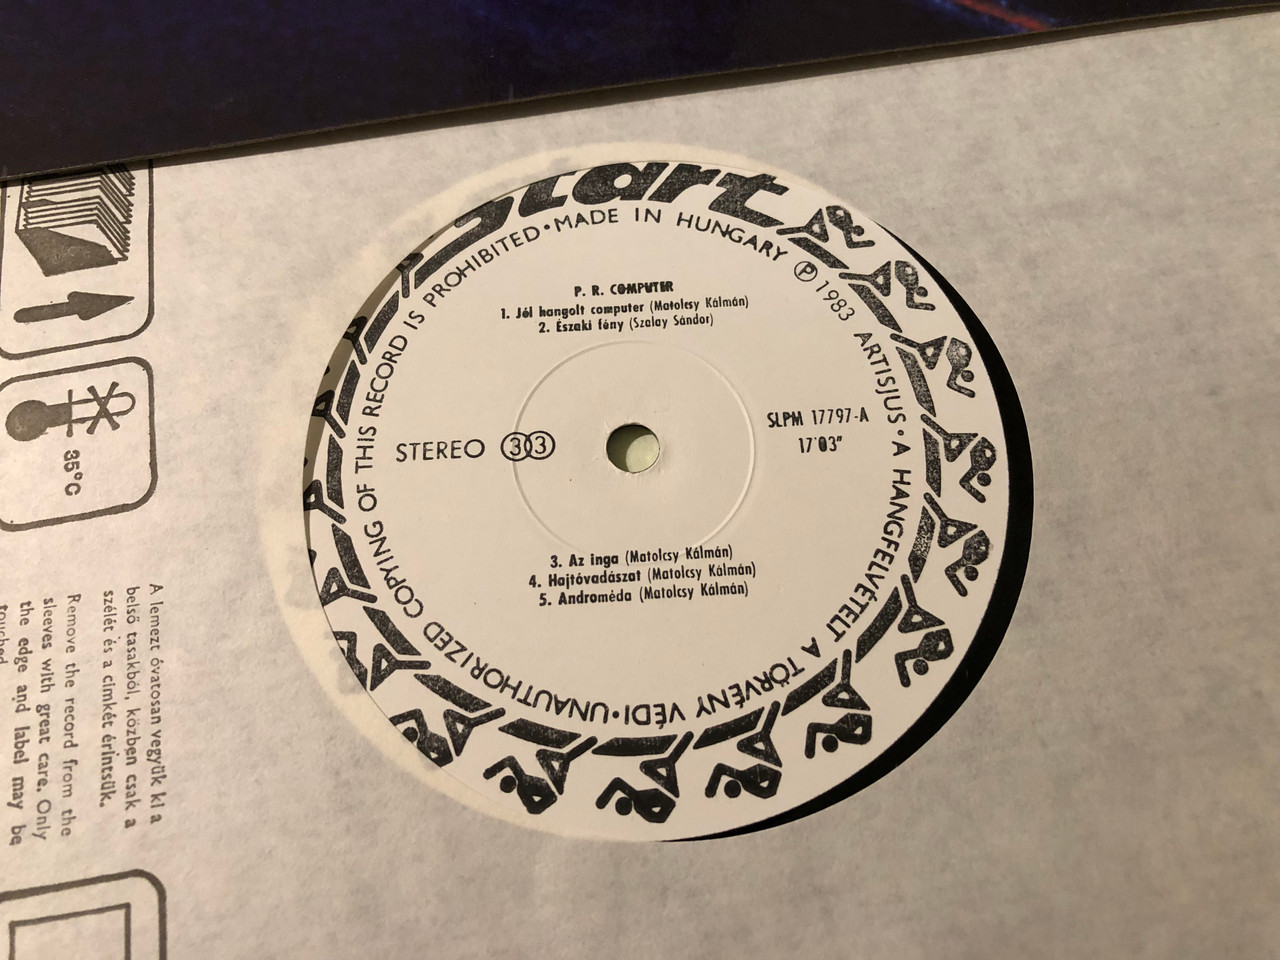 Start
UNAUTHORIZED COPYING OF THIS RECORD IS PROHIBITED • MADE IN HUNGARY Ⓟ 1983 ARTISJUS • A HANGFELVÉTELT A TÖRVÉNY VÉDI •
P. R. COMPUTER
1. Jól hangolt computer (Matolcsy Kálmán)
2. Északi fény (Szalay Sándor)
STEREO 33
SLPM 17797-A
17'03"
3. Az inga (Matolcsy Kálmán)
4. Hajtóvadászat (Matolcsy Kálmán)
5. Androméda (Matolcsy Kálmán)
35°C
A lemezt óvatosan vegyük ki a
belső tasakból, közben csak a
szélét és a címkét érintsük.
Remove the record from the
sleeves with great care. Only
the edge and label may be
touched